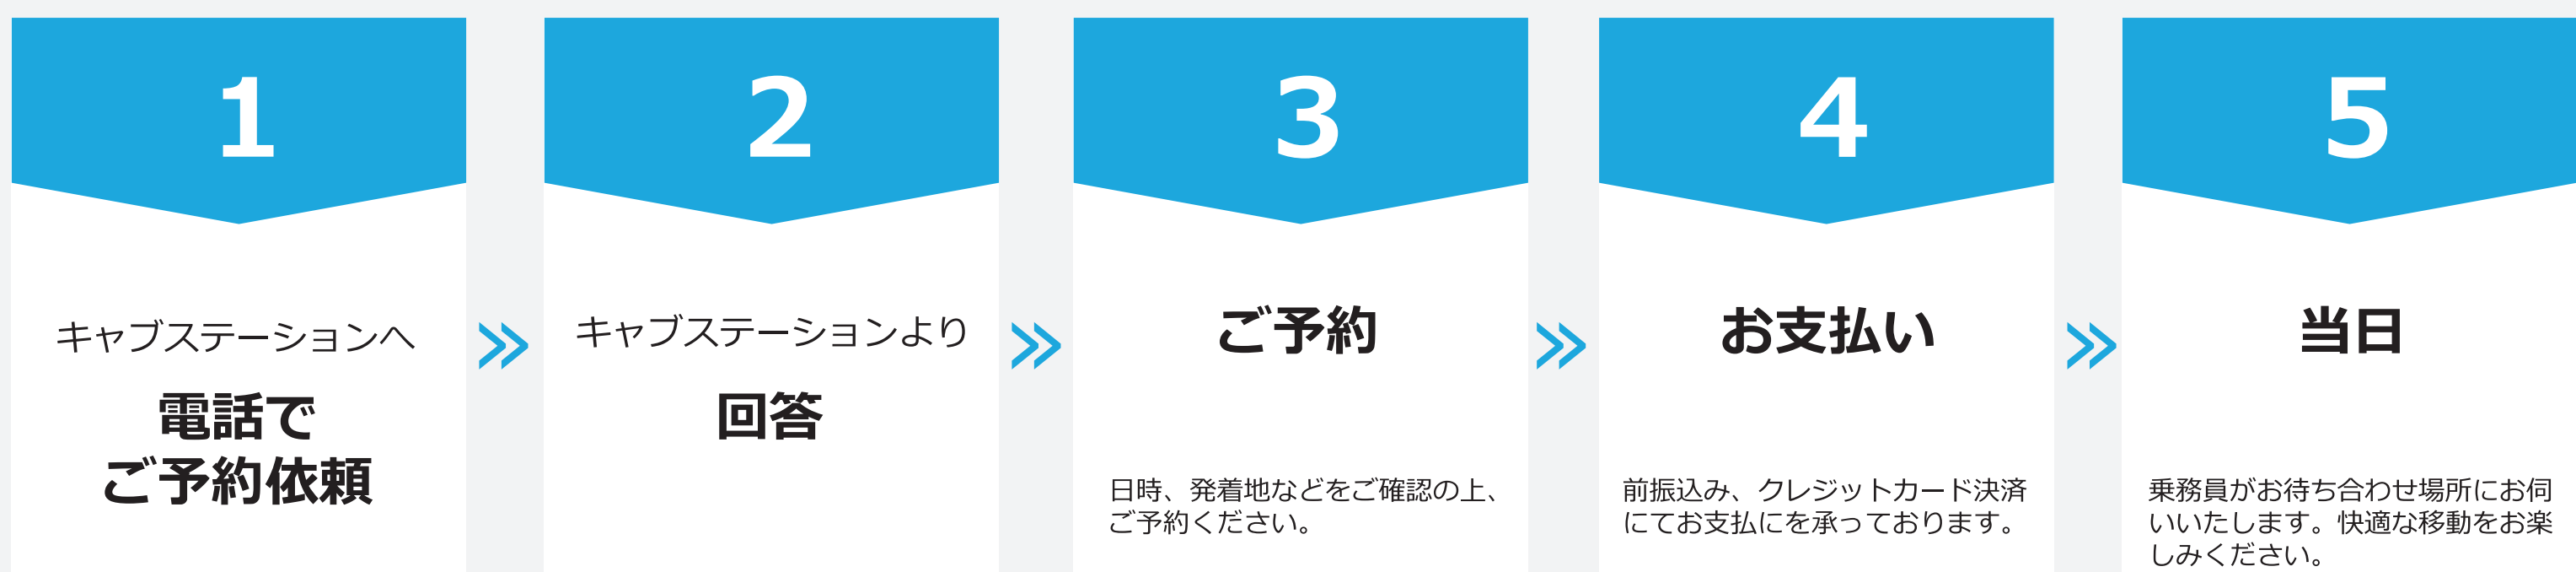 1
キャブステーションへ
電話で
ご予約依頼
2
キャブステーションより
回答
3
ご予約
日時、発着地などをご確認の上、
ご予約ください。
4
お支払い
前振込み、クレジットカード決済
にてお支払にを承っております。
5
当日
乗務員がお待ち合わせ場所にお伺
いいたします。快適な移動をお楽
しみください。